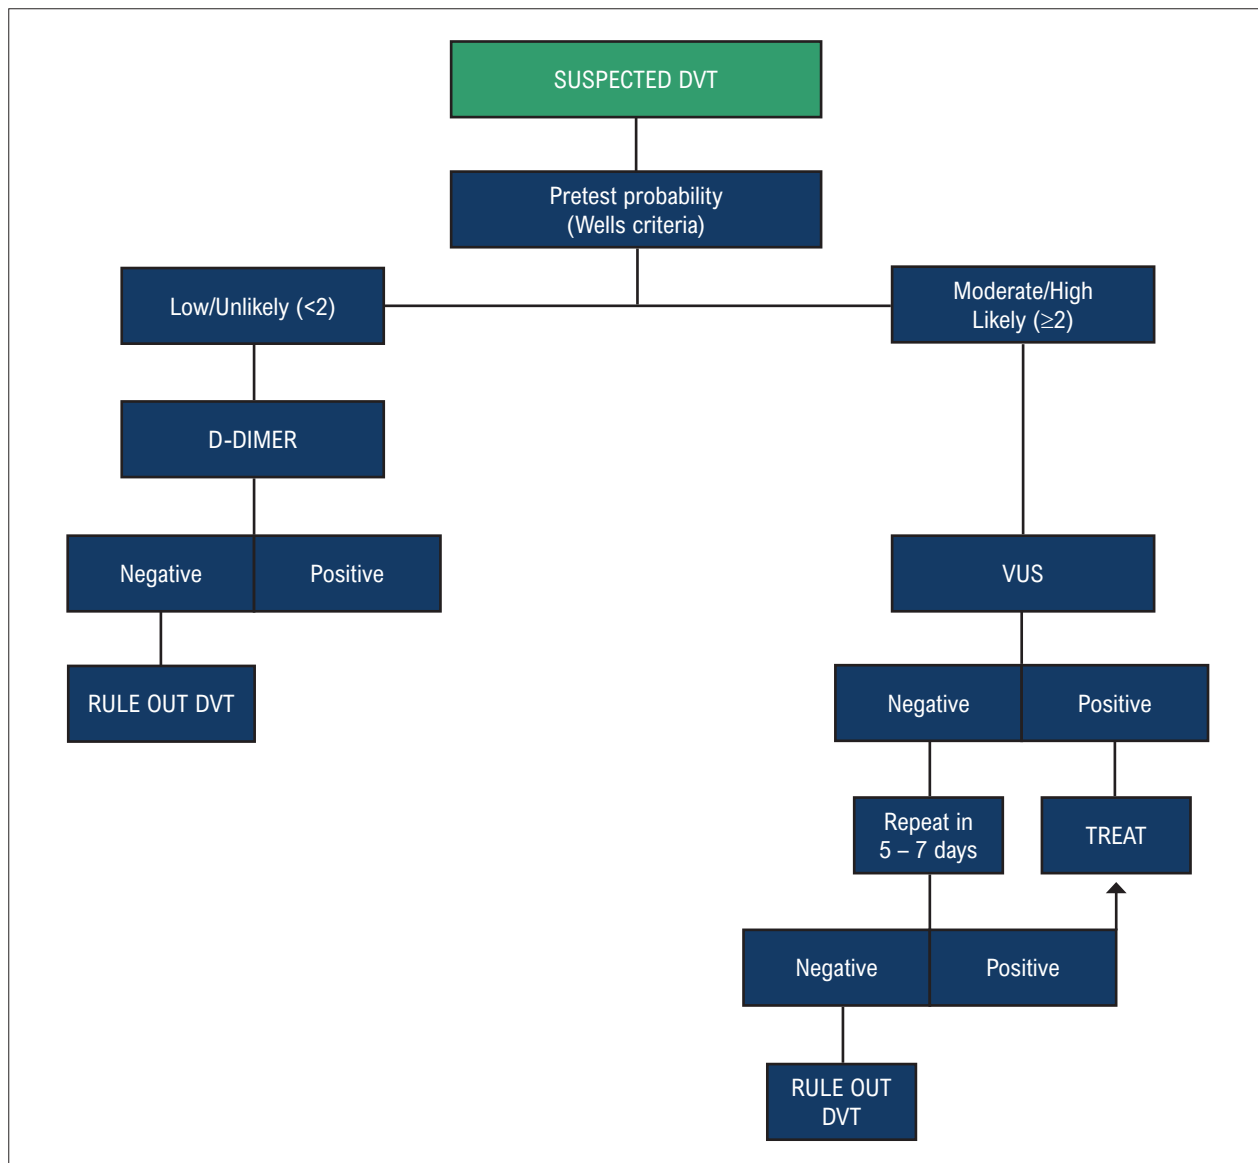 SUSPECTED DVT
Pretest probability
(Wells criteria)
Low/Unlikely (<2)
Moderate/High
Likely (≥2)
D-DIMER
Negative
Positive
VUS
RULE OUT DVT
Negative
Positive
Repeat in
5 – 7 days
TREAT
Negative
Positive
RULE OUT
DVT